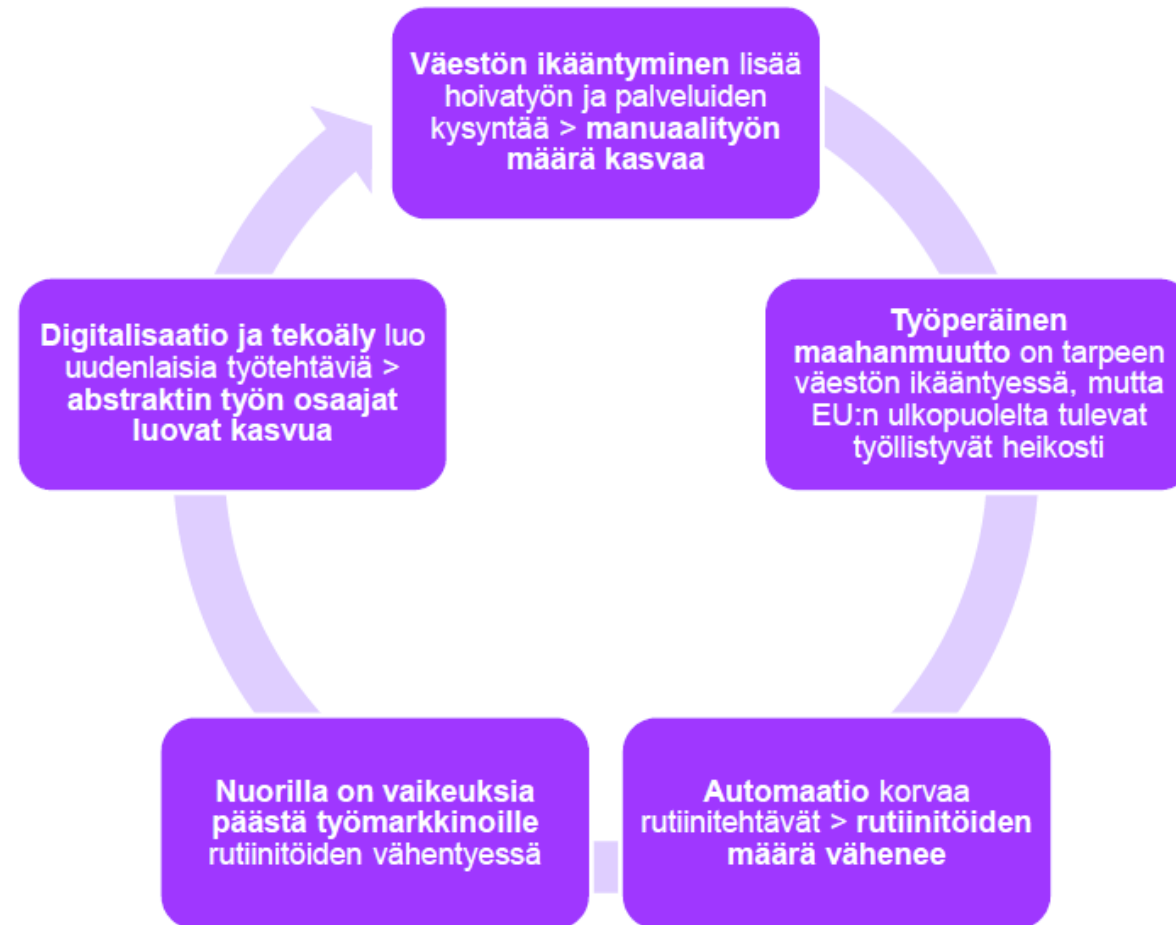 Väestön ikääntyminen lisää
hoivatyön ja palveluiden
kysyntää > manuaalityön
määrä kasvaa
Työperäinen
maahanmuutto on tarpeen
väestön ikääntyessä, mutta
EU:n ulkopuolelta tulevat
työllistyvät heikosti
Automaatio korvaa
rutiinitehtävät > rutiinitöiden
määrä vähenee
Nuorilla on vaikeuksia
päästä työmarkkinoille
rutiinitöiden vähentyessä
Digitalisaatio ja tekoäly luo
uudenlaisia työtehtäviä >
abstraktin työn osaajat
luovat kasvua